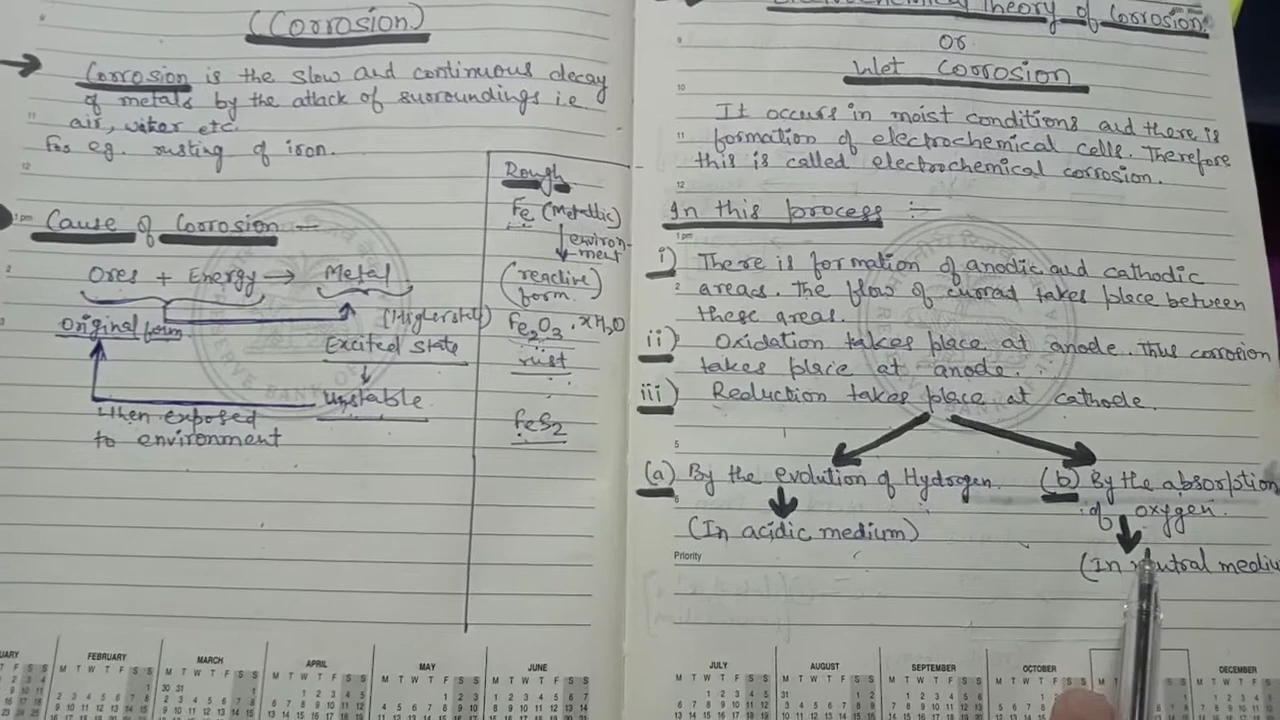 (Corrosion)
Corrosion is the slow and continuous decay
of metals by the attack of surroundings i.e
air, water etc.
For eg. rusting of iron.
Cause of Corrosion -
Ores + Energy → Metal
Original form
(Higher state)
Excited state
unstable
When exposed
to environment
Rough
Fe (Metallic)
environ-
ment
(reactive)
form
Fe2O3.xH2O
rust
FeS2
Theory of Corrosion
Or
Wet Corrosion
It occurs in moist conditions and there is
formation of electrochemical cells. Therefore
this is called electrochemical corrosion.
In this process :-
i) There is formation of anodic and cathodic
areas. The flow of currat takes place between
these areas.
ii) Oxidation takes place at anode. Thus corrosion
takes place at anode.
iii) Reduction takes place at cathode.
(a) By the evolution of Hydrogen.
(In acidic medium)
(b) By the absorption
of oxygen.
(In neutral mediu
Priority
FEBRUARY
MARCH
APRIL
MAY
JUNE
JULY
AUGUST
SEPTEMBER
OCTOBER
DECEMBER